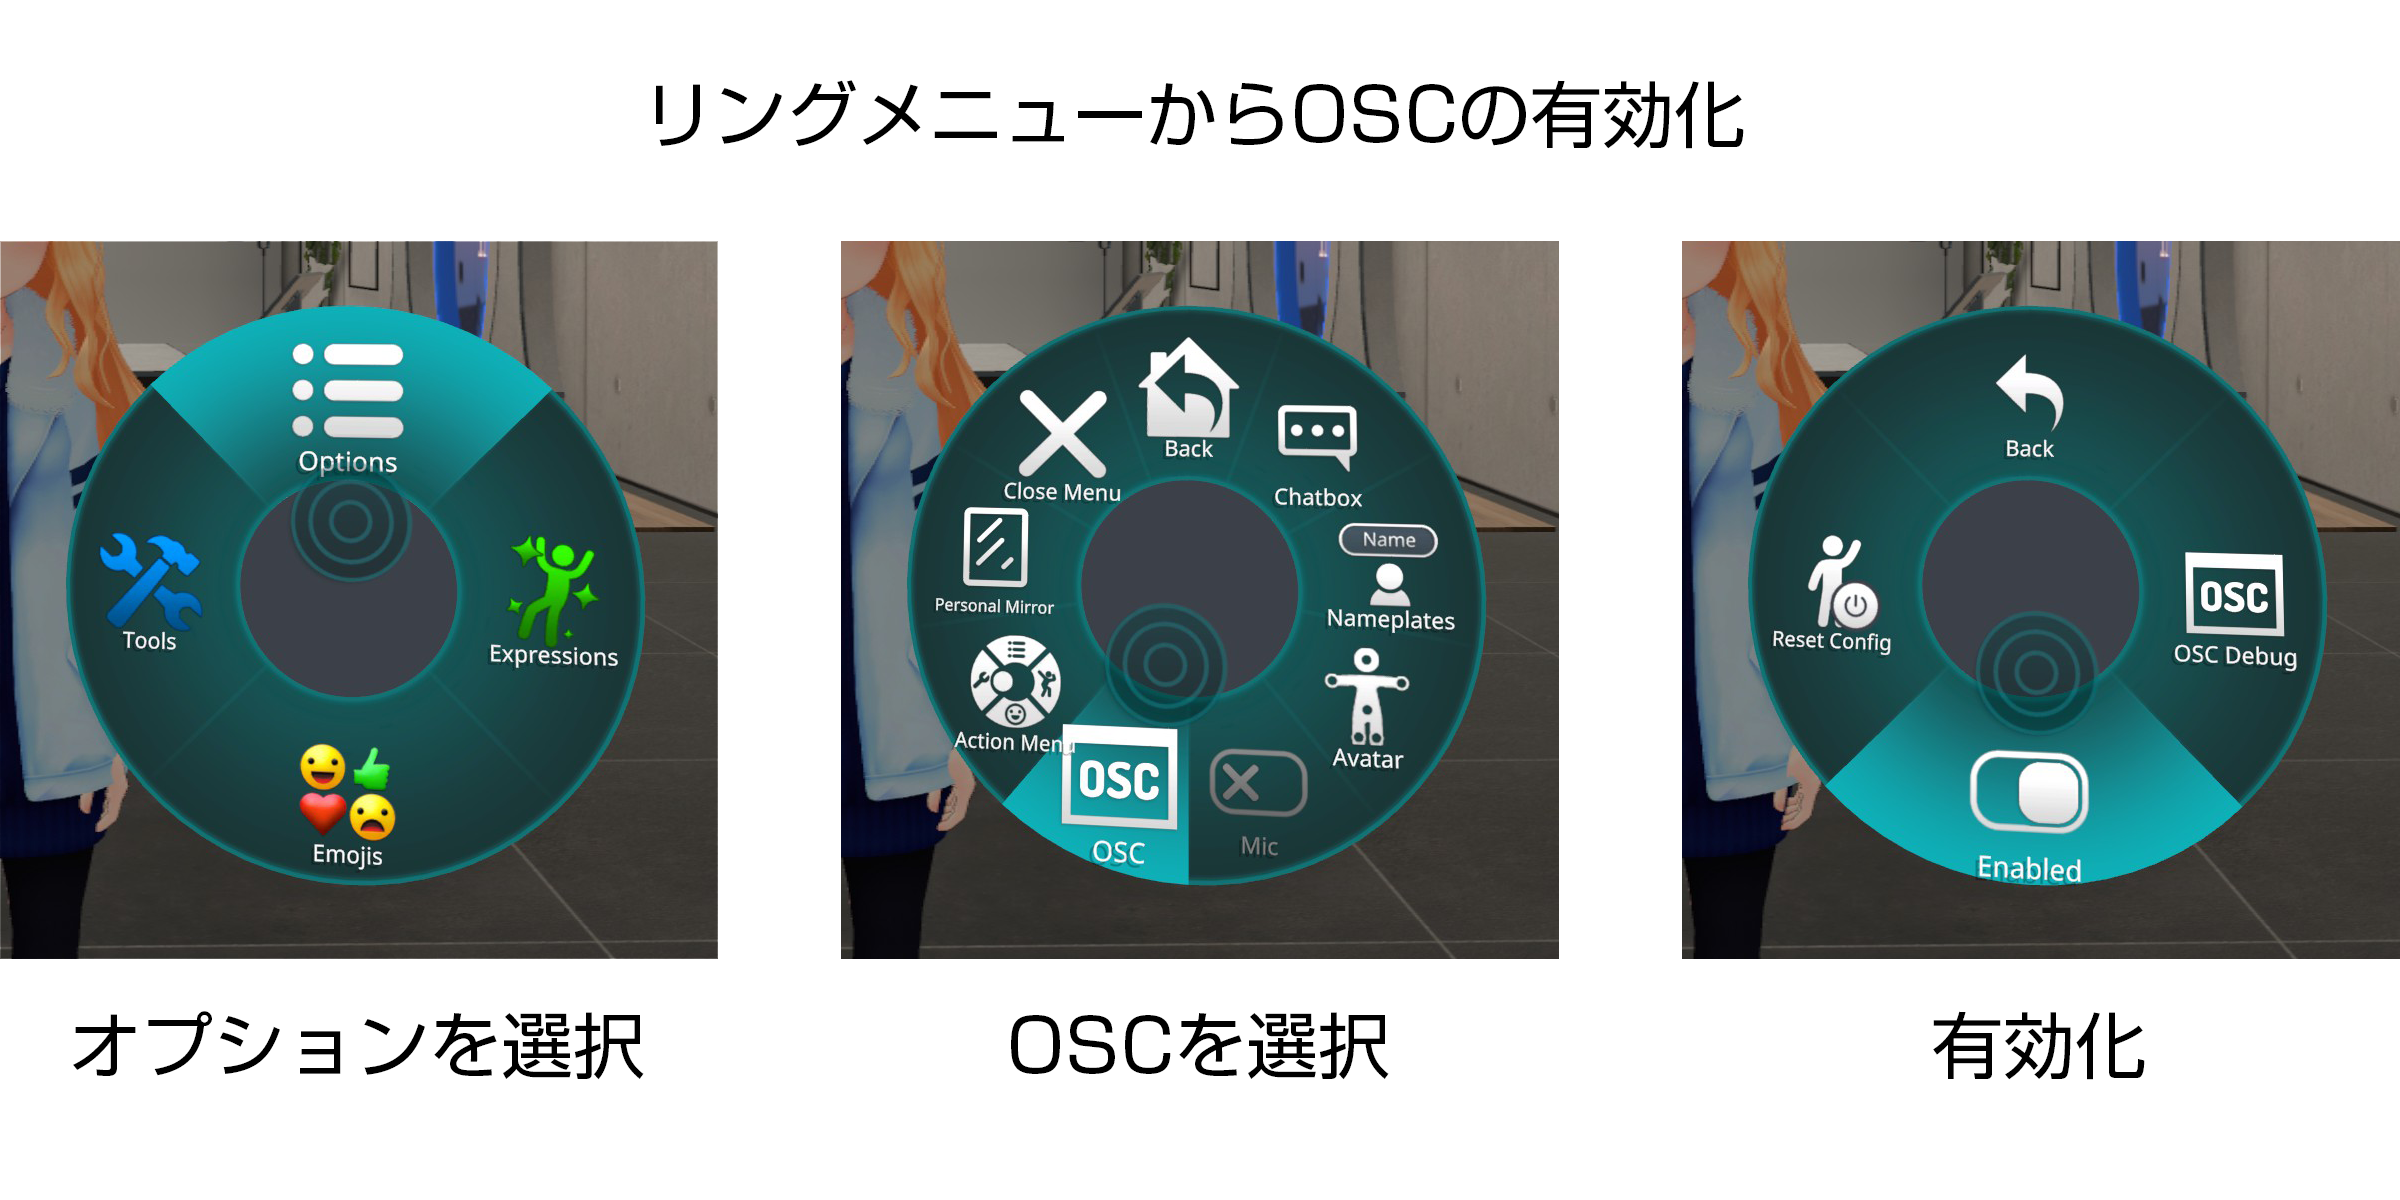 リングメニューからOSCの有効化
Options
Tools
Expressions
Emojis
オプションを選択
Back
Close Menu
Chatbox
Personal Mirror
Name
Nameplates
Action Menu
Avatar
OSC
OSC
Mic
OSCを選択
Back
Reset Config
OSC
OSC Debug
Enabled
有効化